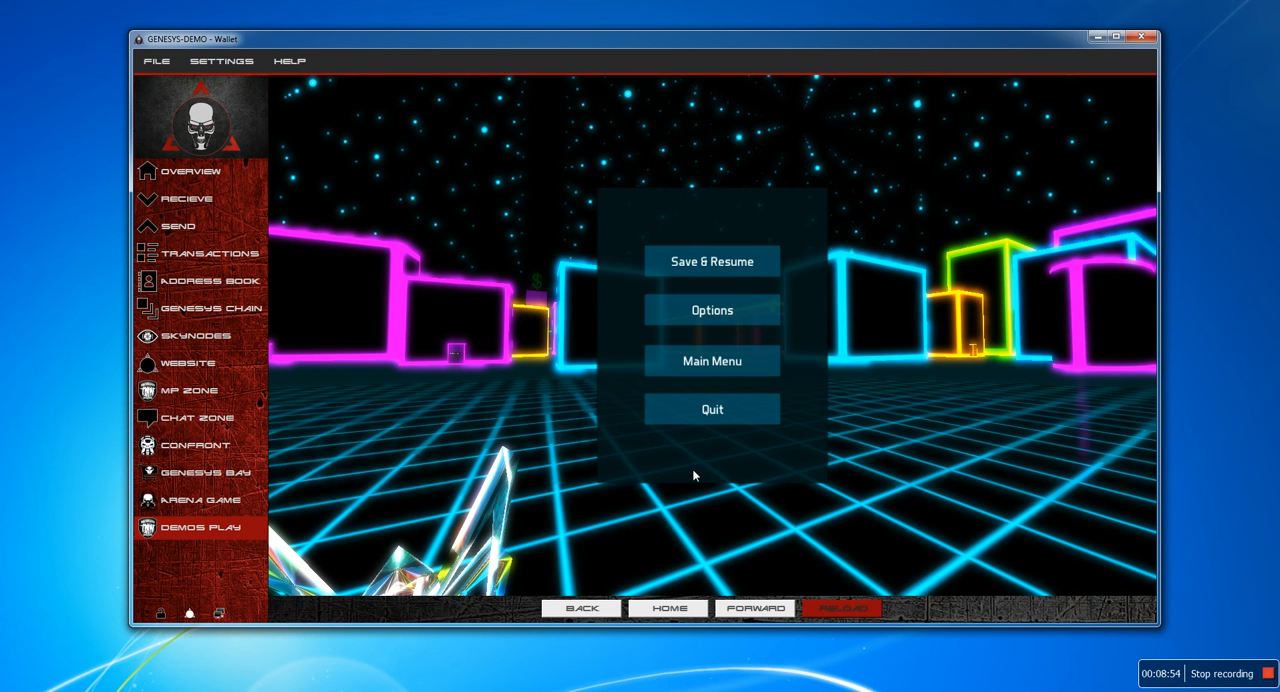 GENESYS-DEMO - Wallet
FILE SETTINGS HELP
OVERVIEW
RECIEVE
SEND
TRANSACTIONS
ADDRESS BOOK
GENESYS CHAIN
SKYNODES
WEBSITE
MP ZONE
CHAT ZONE
CONFRONT
GENESYS BAY
ARENA GAME
DEMOS PLAY
$
Save & Resume
Options
Main Menu
Quit
BACK HOME FORWARD RELOAD
00:08:54 Stop recording